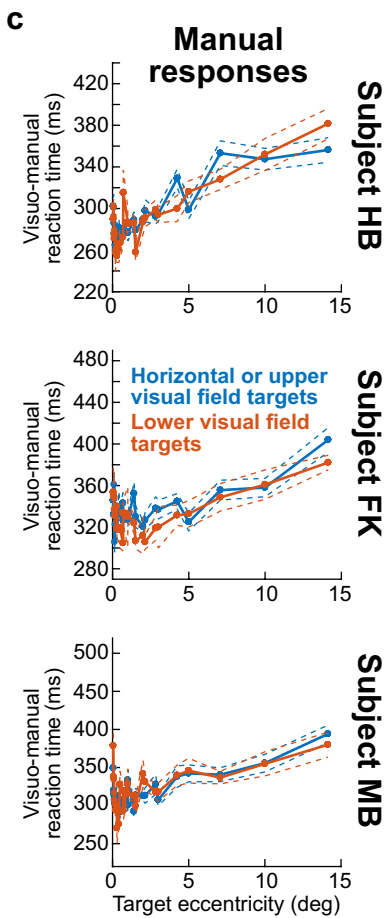 c
Manual
responses
Visuo-manual
reaction time (ms)
440
380
340
300
260
220
0
5
10
15
Subject HB
Visuo-manual
reaction time (ms)
480
440
400
360
320
280
Horizontal or upper
visual field targets
Lower visual field
targets
0
5
10
15
Subject FK
Visuo-manual
reaction time (ms)
500
450
400
350
300
250
0
5
10
15
Target eccentricity (deg)
Subject MB